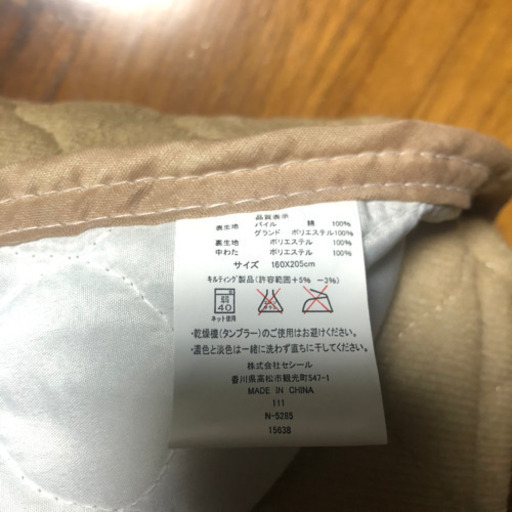 品質表示
表生地 パイル 綿 100%
グランド ポリエステル100%
裏生地 ポリエステル 100%
中わた ポリエステル 100%
サイズ 160X205cm
キルティング製品(許容範囲+5% -3%)
弱
40
ネット使用
・乾燥機(タンブラー)のご使用はお避けください。
・濃色と淡色は一緒に洗わず直ちに干してください。
株式会社セシール
香川県高松市観光町547-1
MADE IN CHINA
111
N-5285
15638